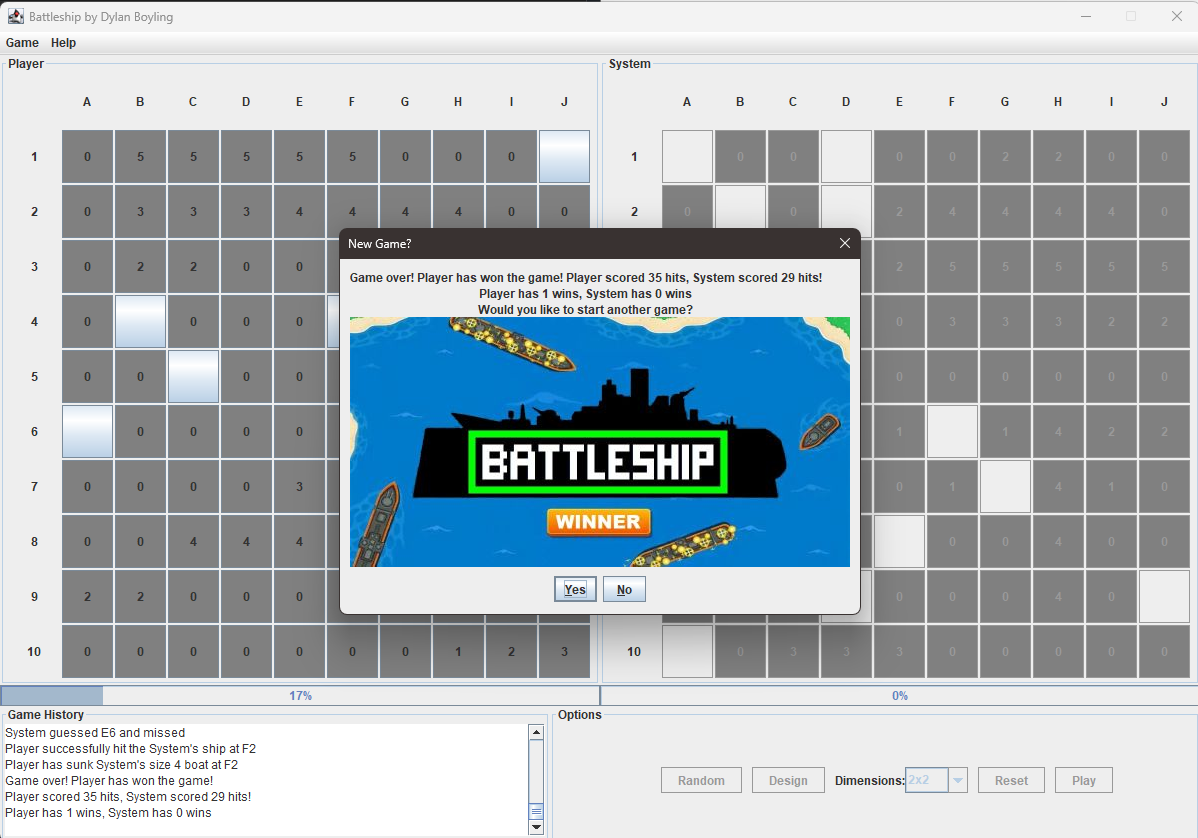 Battleship by Dylan Boyling
Game Help
Player
A B C D E F G H I J
1 0 5 5 5 5 5 0 0 0
2 0 3 3 3 4 4 4 4 0 0
3 0 2 2 0 0
4 0 0 0 0
5 0 0 0 0
6 0 0 0 0
7 0 0 0 0 3
8 0 0 4 4 4
9 2 2 0 0 0
10 0 0 0 0 0 0 0 1 2 3
17%
System
A B C D E F G H I J
1 0 0 0 0 2 2 0 0
2 0 0 2 4 4 4 4 0
2 5 5 5 5 5
3 3 3 2 2
0 0 0 0 0 0
1 1 4 2 2
0 1 4 1 0
0 0 4 0 0
0 0 0 4 0
10 0 3 3 3 0 0 0 0 0
0%
New Game?
Game over! Player has won the game! Player scored 35 hits, System scored 29 hits!
Player has 1 wins, System has 0 wins
Would you like to start another game?
BATTLESHIP
WINNER
Yes No
Game History
System guessed E6 and missed
Player successfully hit the System's ship at F2
Player has sunk System's size 4 boat at F2
Game over! Player has won the game!
Player scored 35 hits, System scored 29 hits!
Player has 1 wins, System has 0 wins
Options
Random Design Dimensions: 2x2 Reset Play